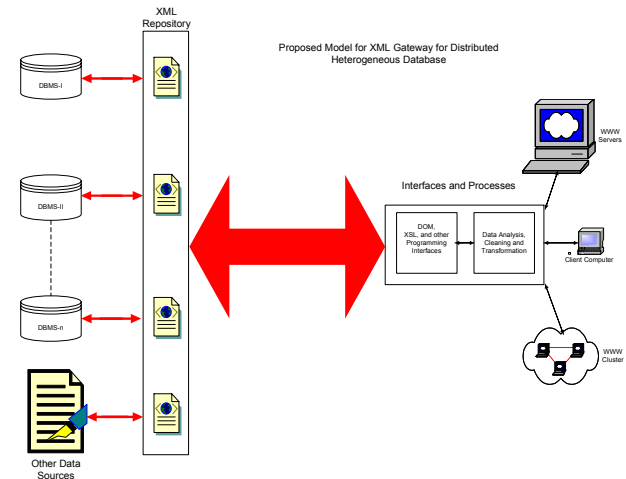 XML
Repository
Proposed Model for XML Gateway for Distributed
Heterogeneous Database
DBMS-I
DBMS-II
DBMS-n
Other Data
Sources
Interfaces and Processes
DOM,
XSL, and other
Programming
Interfaces
Data Analysis,
Cleaning and
Transformation
WWW
Servers
Client Computer
WWW
Cluster